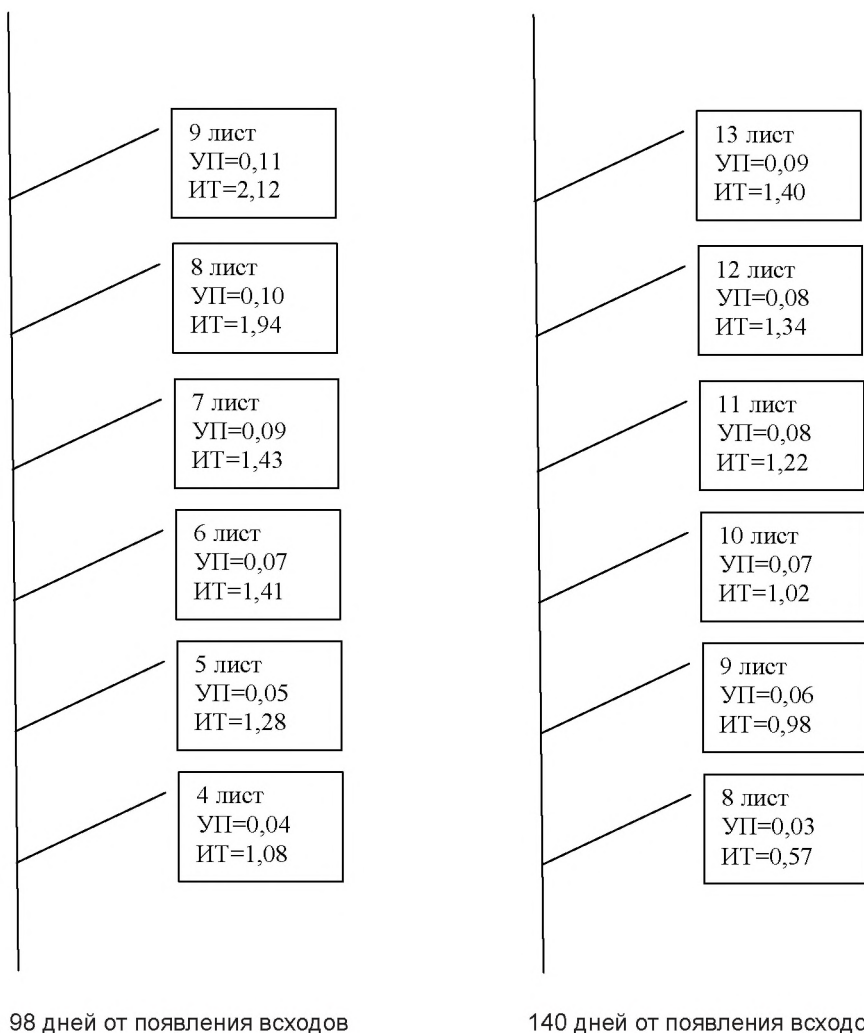 9 лист
УП=0,11
ИТ=2,12
8 лист
УП=0,10
ИТ=1,94
7 лист
УП=0,09
ИТ=1,43
6 лист
УП=0,07
ИТ=1,41
5 лист
УП=0,05
ИТ=1,28
4 лист
УП=0,04
ИТ=1,08
98 дней от появления всходов
13 лист
УП=0,09
ИТ=1,40
12 лист
УП=0,08
ИТ=1,34
11 лист
УП=0,08
ИТ=1,22
10 лист
УП=0,07
ИТ=1,02
9 лист
УП=0,06
ИТ=0,98
8 лист
УП=0,03
ИТ=0,57
140 дней от появления